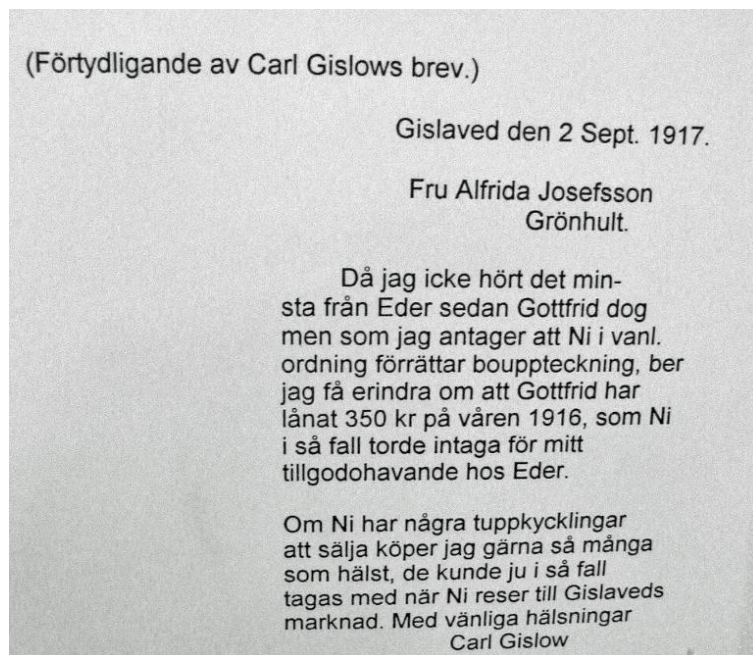 (Förtydligande av Carl Gislows brev.)
Gislaved den 2 Sept. 1917.
Fru Alfrida Josefsson
Grönhult.
Då jag icke hört det min-
sta från Eder sedan Gottfrid dog
men som jag antager att Ni i vanl.
ordning förrättar bouppteckning, ber
jag få erindra om att Gottfrid har
lånat 350 kr på våren 1916, som Ni
i så fall torde intaga för mitt
tillgodohavande hos Eder.
Om Ni har några tuppkycklingar
att sälja köper jag gärna så många
som hälst, de kunde ju i så fall
tagas med när Ni reser till Gislaveds
marknad. Med vänliga hälsningar
Carl Gislow